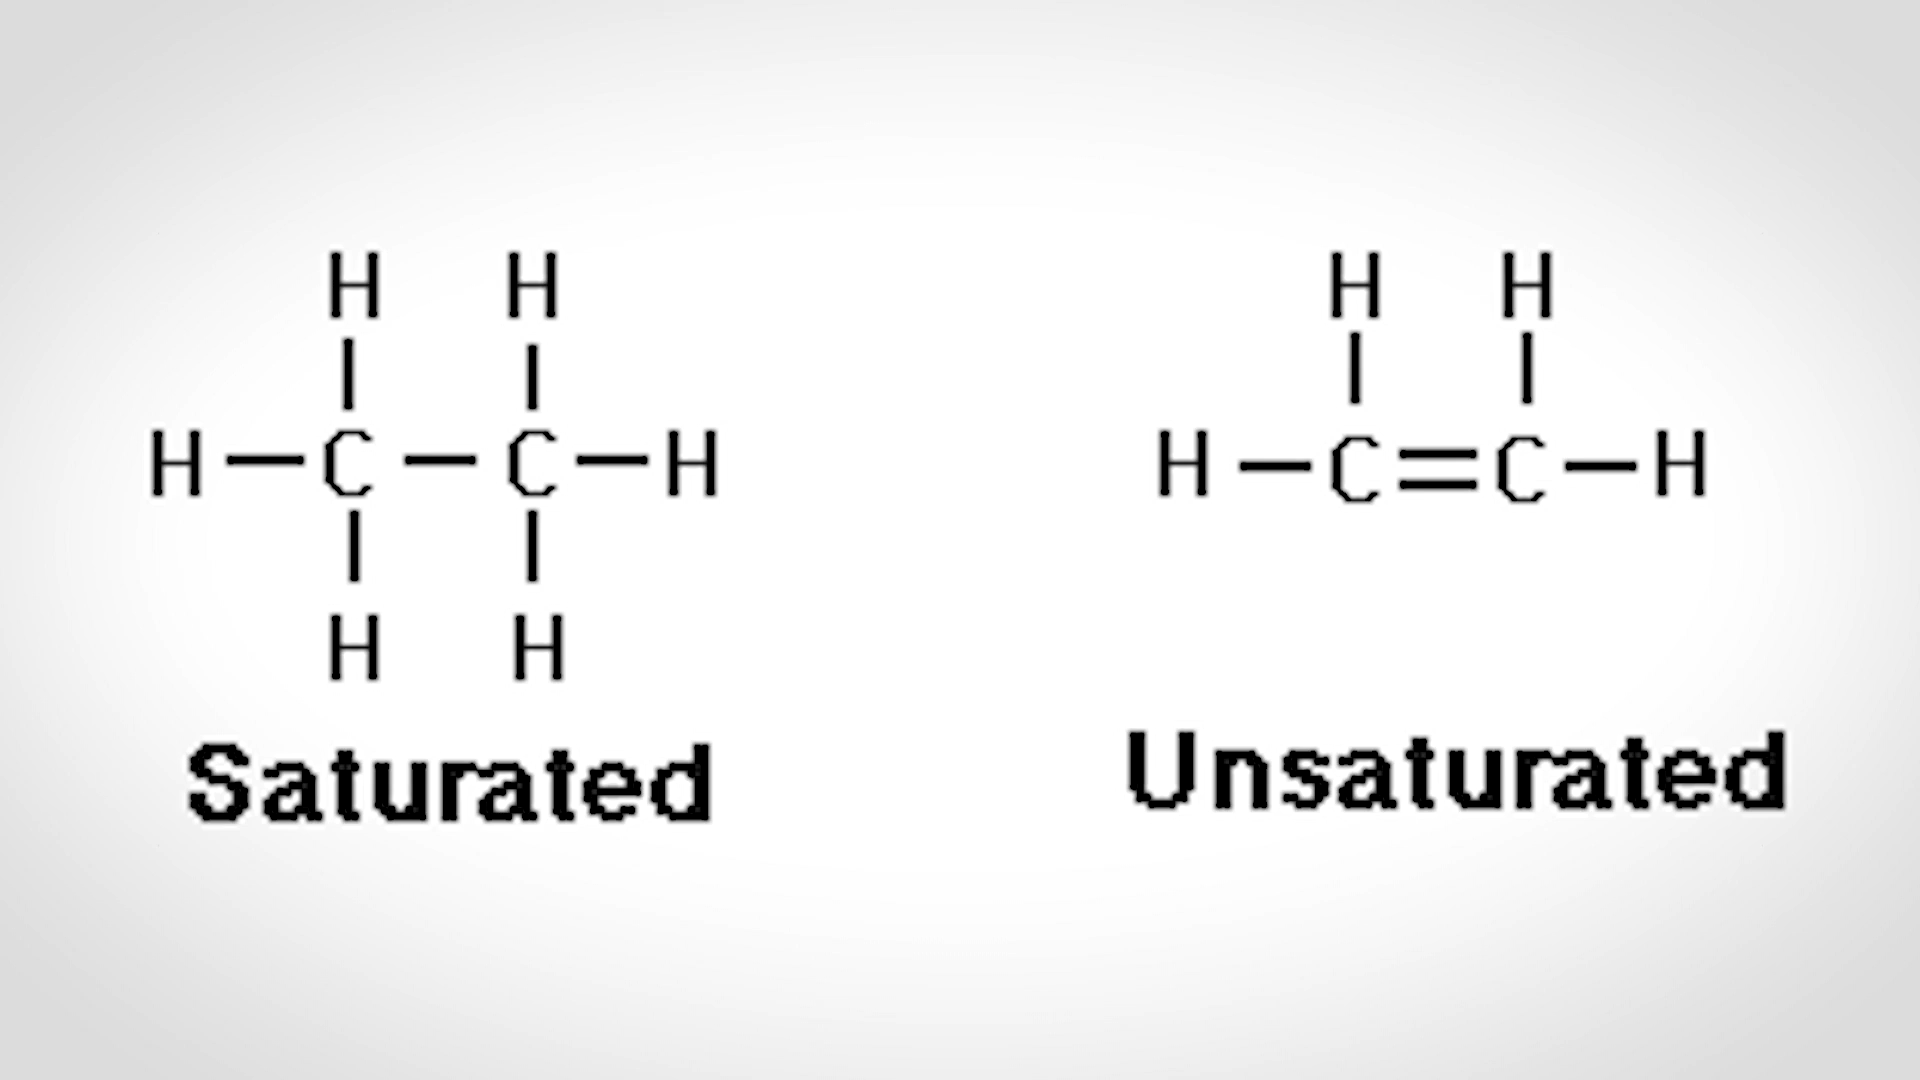 H H H H
H—C—C—H H—C=C—H
H H
Saturated Unsaturated